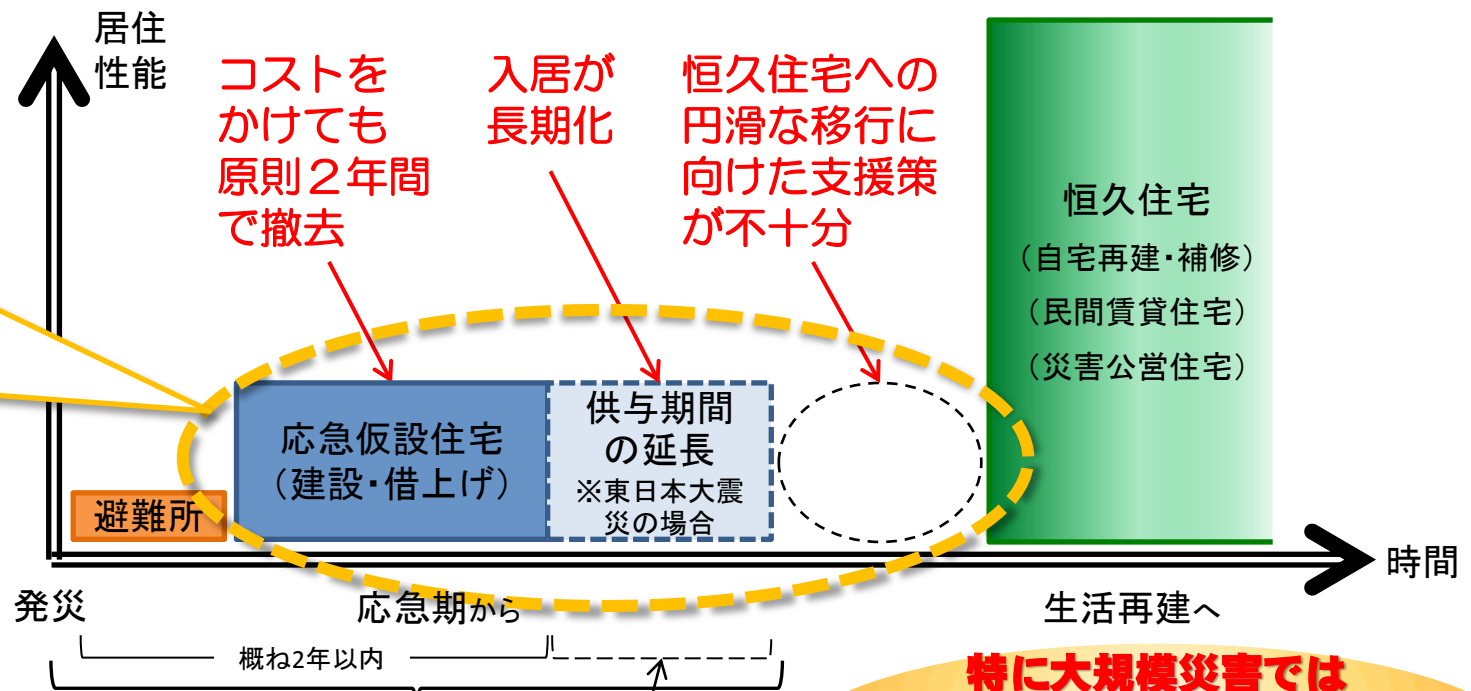 居住
性能
コストを
かけても
原則２年間
で撤去
入居が
長期化
恒久住宅への
円滑な移行に
向けた支援策
が不十分
恒久住宅
（自宅再建・補修）
（民間賃貸住宅）
（災害公営住宅）
避難所
応急仮設住宅
（建設・借上げ）
供与期間
の延長
※東日本大震
災の場合
時間
発災
応急期から
生活再建へ
概ね2年以内
特に大規模災害では